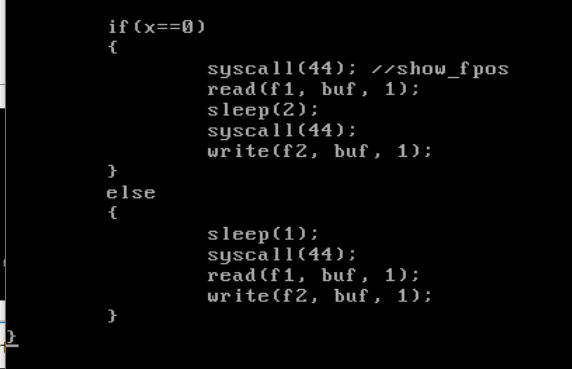 if(x==0)
{
syscall(44); //show_fpos
read(f1, buf, 1);
sleep(2);
syscall(44);
write(f2, buf, 1);
}
else
{
sleep(1);
syscall(44);
read(f1, buf, 1);
write(f2, buf, 1);
}
}